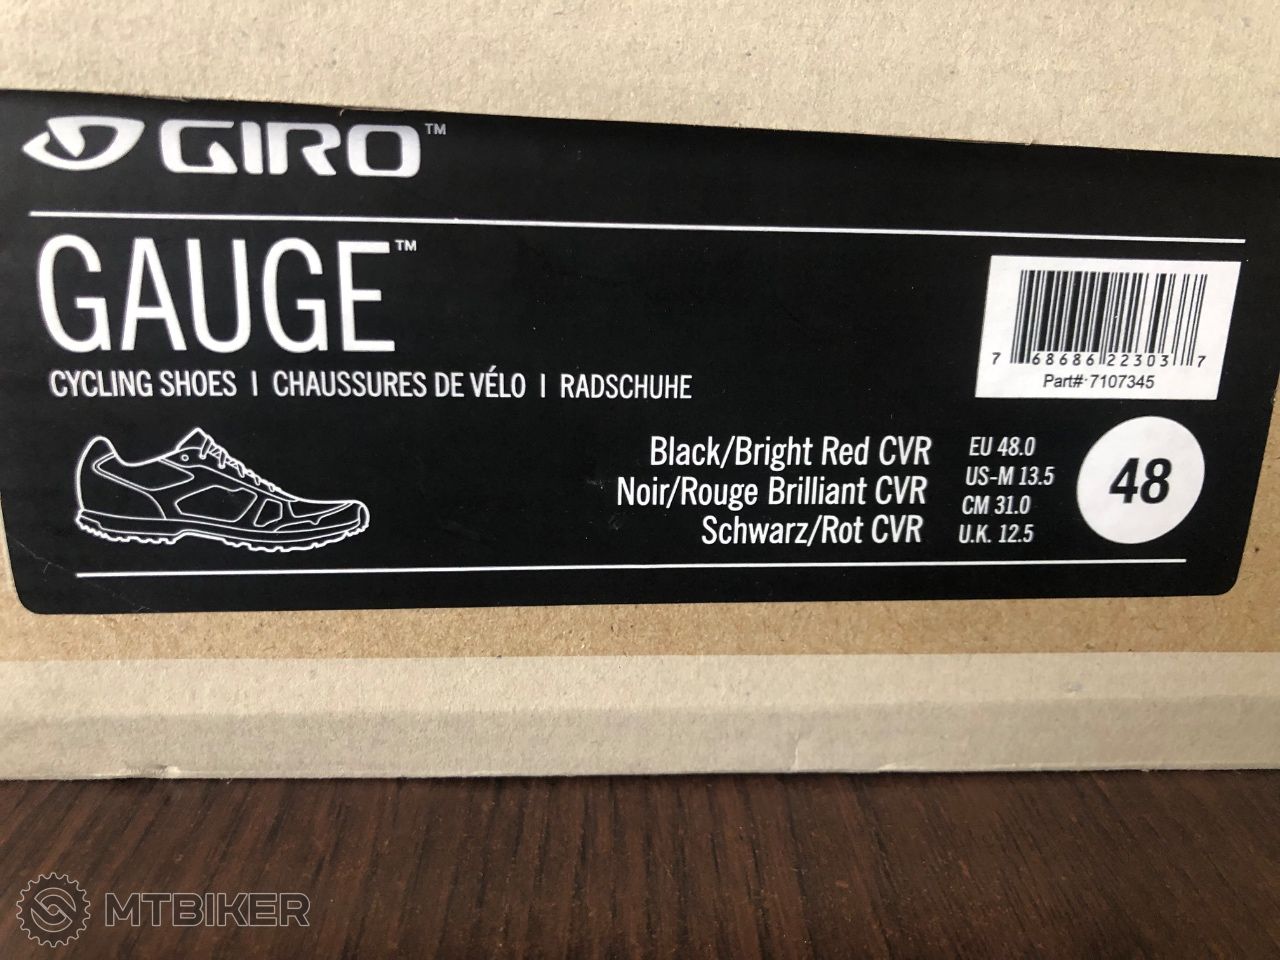 GIRO™
GAUGE™
CYCLING SHOES | CHAUSSURES DE VÉLO | RADSCHUHE
7 68686 22303 7
Part# 7107345
Black/Bright Red CVR
Noir/Rouge Brilliant CVR
Schwarz/Rot CVR
EU 48.0
US-M 13.5
CM 31.0
U.K. 12.5
48
MTBIKER